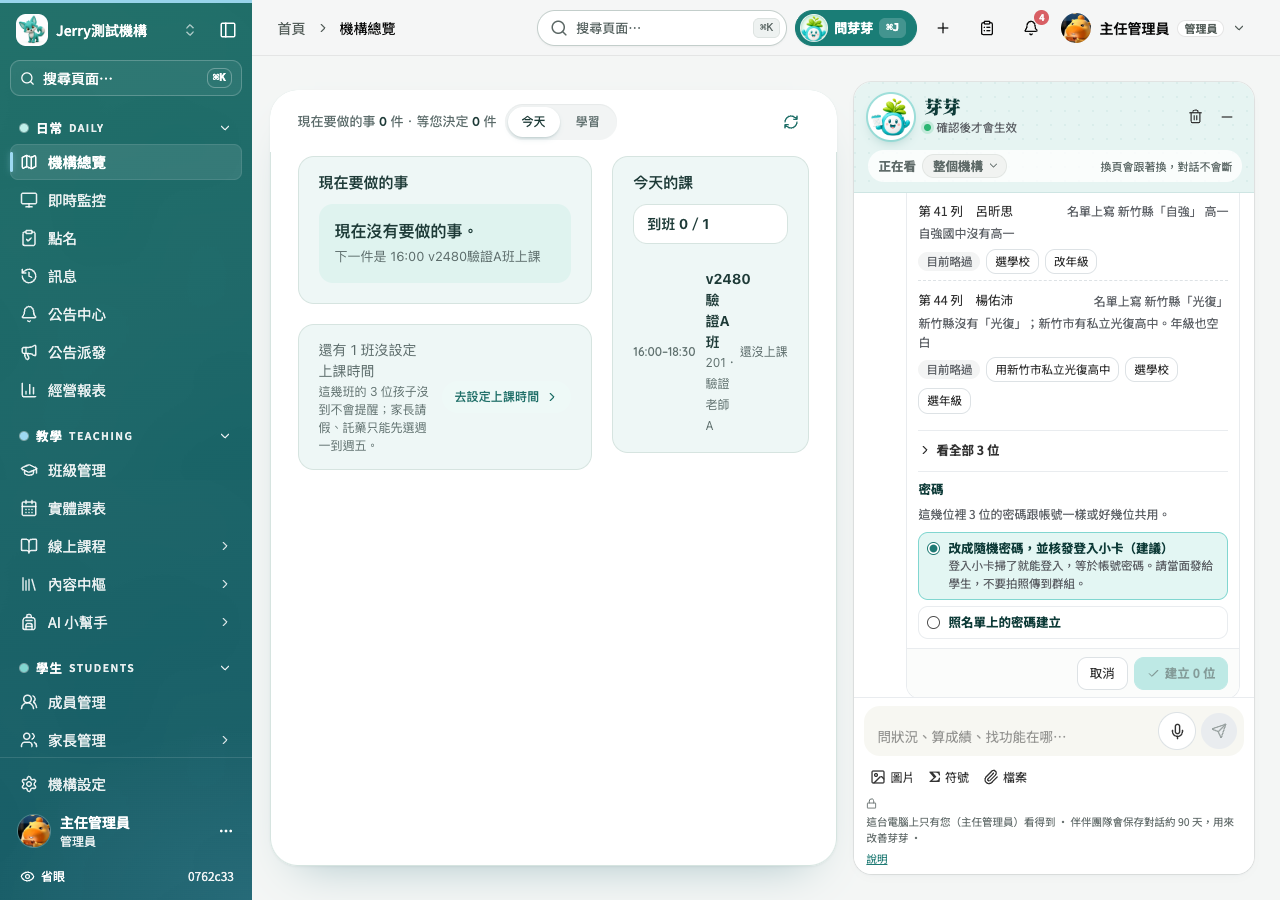 Jerry測試機構
搜尋頁面… ⌘K
日常 DAILY
機構總覽
即時監控
點名
訊息
公告中心
公告派發
經營報表
教學 TEACHING
班級管理
實體課表
線上課程
內容中樞
AI 小幫手
學生 STUDENTS
成員管理
家長管理
機構設定
主任管理員
管理員
省眼 0762c33
首頁 機構總覽
搜尋頁面… ⌘K
問芽芽 ⌘J
4
主任管理員 管理員
現在要做的事 0 件 · 等您決定 0 件
今天 學習
現在要做的事
現在沒有要做的事。
下一件是 16:00 v2480驗證A班上課
還有 1 班沒設定
上課時間
這幾班的 3 位孩子沒
到不會提醒；家長請
假、託藥只能先選週
一到週五。
去設定上課時間
今天的課
到班 0 / 1
16:00–18:30
v2480
驗
證A
班
201 ·
驗證
老師
A
還沒上課
芽芽
確認後才會生效
正在看 整個機構 換頁會跟著換，對話不會斷
第 41 列 呂昕思 名單上寫 新竹縣「自強」 高一
自強國中沒有高一
目前略過 選學校 改年級
第 44 列 楊佑沛 名單上寫 新竹縣「光復」
新竹縣沒有「光復」；新竹市有私立光復高中。年級也空
白
目前略過 用新竹市私立光復高中 選學校
選年級
看全部 3 位
密碼
這幾位裡 3 位的密碼跟帳號一樣或好幾位共用。
改成隨機密碼，並核發登入小卡（建議）
登入小卡掃了就能登入，等於帳號密碼。請當面發給
學生，不要拍照傳到群組。
照名單上的密碼建立
取消 建立 0 位
問狀況、算成績、找功能在哪…
圖片 符號 檔案
這台電腦上只有您（主任管理員）看得到 · 伴伴團隊會保存對話約 90 天，用來
改善芽芽 ·
說明